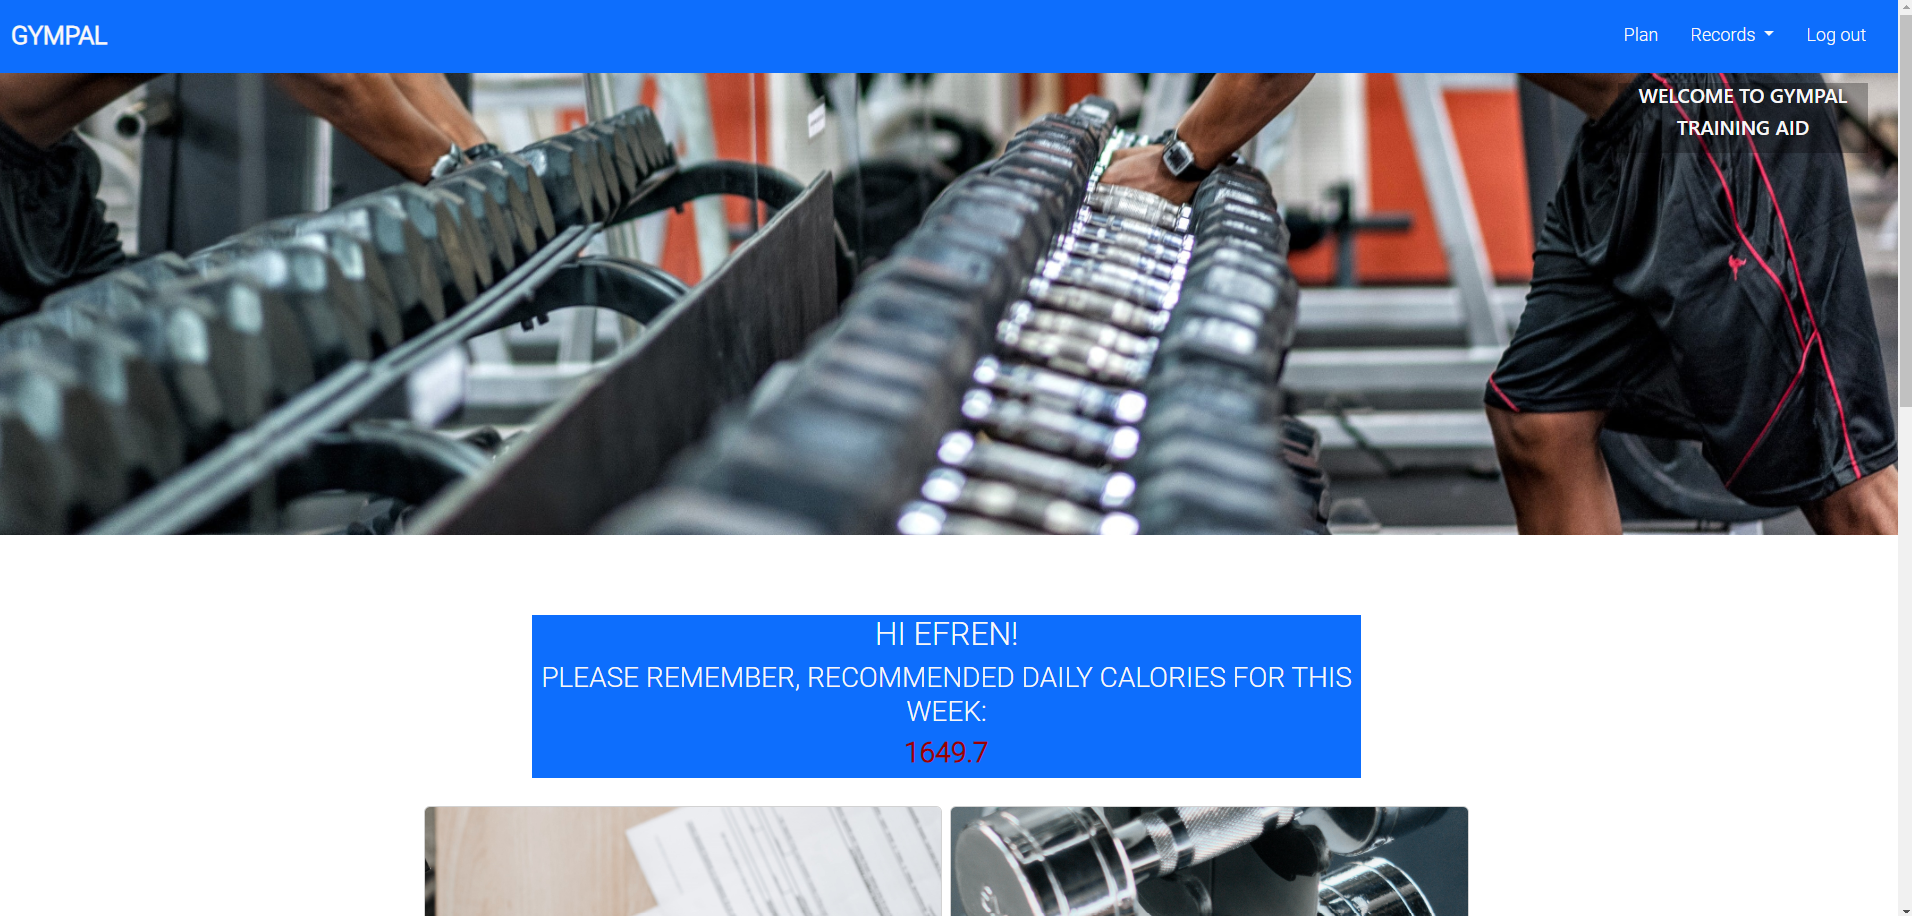 GYMPAL
Plan
Records
Log out
WELCOME TO GYMPAL
TRAINING AID
HI EFREN!
PLEASE REMEMBER, RECOMMENDED DAILY CALORIES FOR THIS
WEEK:
1649.7